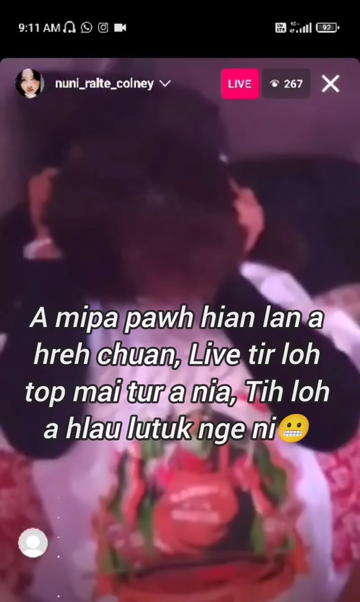 9:11 AM
92
nuni_ralte_colney
LIVE
267
A mipa pawh hian lan a
hreh chuan, Live tir loh
top mai tur a nia, Tih loh
a hlau lutuk nge ni😬